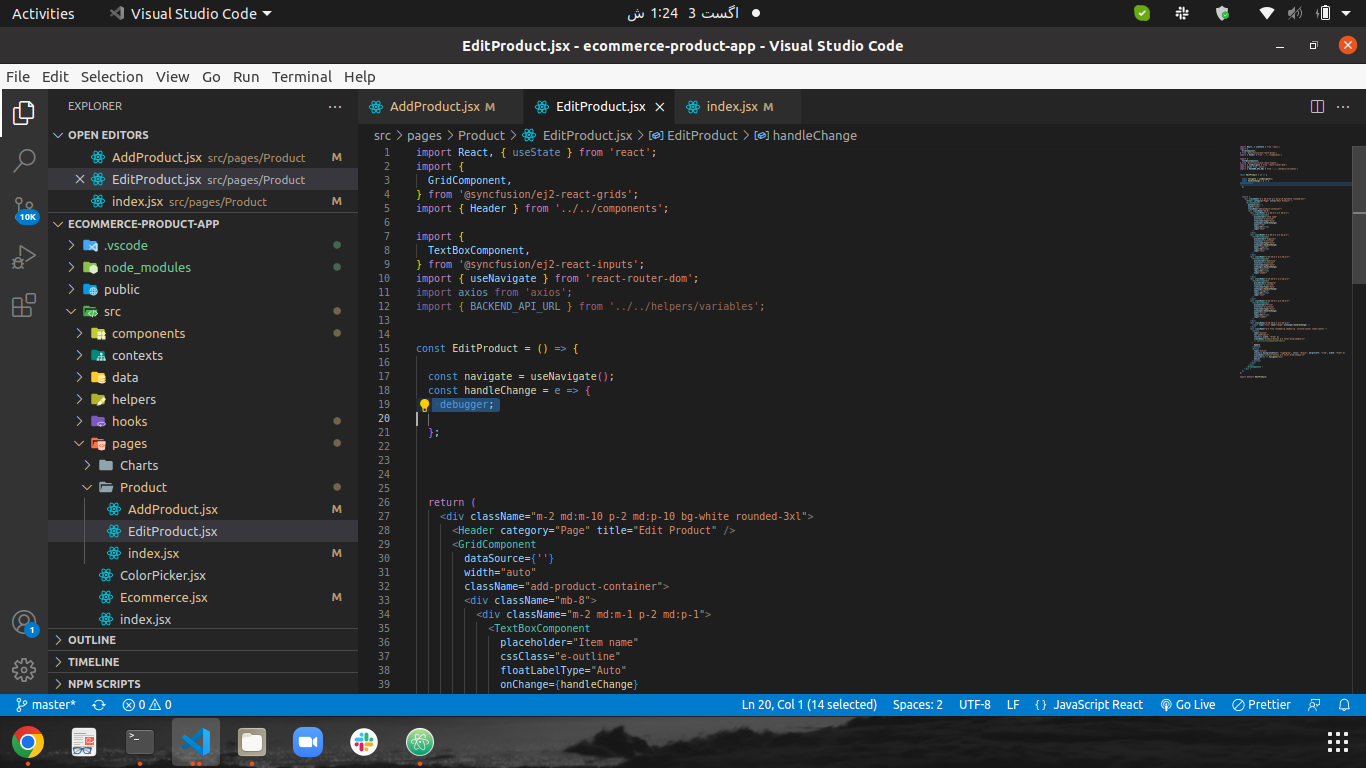 Activities
Visual Studio Code
اگست 3  1:24 ش
EditProduct.jsx - ecommerce-product-app - Visual Studio Code
File Edit Selection View Go Run Terminal Help
EXPLORER
OPEN EDITORS
AddProduct.jsx src/pages/Product M
EditProduct.jsx src/pages/Product
index.jsx src/pages/Product M
ECOMMERCE-PRODUCT-APP
.vscode
node_modules
public
src
components
contexts
data
helpers
hooks
pages
Charts
Product
AddProduct.jsx M
EditProduct.jsx
index.jsx M
ColorPicker.jsx
Ecommerce.jsx M
index.jsx
OUTLINE
TIMELINE
NPM SCRIPTS
10K
1
AddProduct.jsx M EditProduct.jsx index.jsx M
src > pages > Product > EditProduct.jsx > EditProduct > handleChange
1 import React, { useState } from 'react';
2 import {
3 GridComponent,
4 } from '@syncfusion/ej2-react-grids';
5 import { Header } from '../../components';
6
7 import {
8 TextBoxComponent,
9 } from '@syncfusion/ej2-react-inputs';
10 import { useNavigate } from 'react-router-dom';
11 import axios from 'axios';
12 import { BACKEND_API_URL } from '../../helpers/variables';
13
14
15 const EditProduct = () => {
16
17 const navigate = useNavigate();
18 const handleChange = e => {
19 debugger;
20
21 };
22
23
24
25
26 return (
27 <div className="m-2 md:m-10 p-2 md:p-10 bg-white rounded-3xl">
28 <Header category="Page" title="Edit Product" />
29 <GridComponent
30 dataSource={''}
31 width="auto"
32 className="add-product-container">
33 <div className="mb-8">
34 <div className="m-2 md:m-1 p-2 md:p-1">
35 <TextBoxComponent
36 placeholder="Item name"
37 cssClass="e-outline"
38 floatLabelType="Auto"
39 onChange={handleChange}
master* 0 0 Ln 20, Col 1 (14 selected) Spaces: 2 UTF-8 LF {} JavaScript React Go Live Prettier